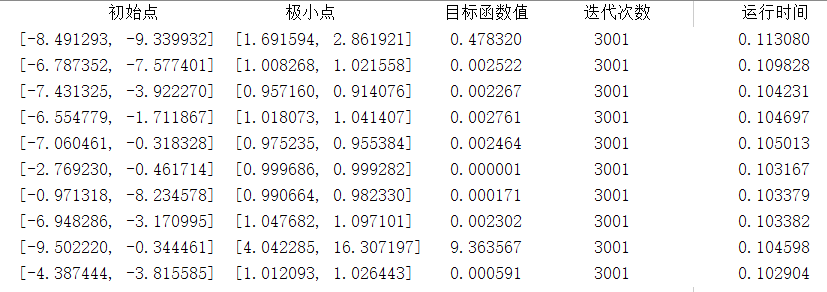 初始点 极小点 目标函数值 迭代次数 运行时间
[-8.491293, -9.339932] [1.691594, 2.861921] 0.478320 3001 0.113080
[-6.787352, -7.577401] [1.008268, 1.021558] 0.002522 3001 0.109828
[-7.431325, -3.922270] [0.957160, 0.914076] 0.002267 3001 0.104231
[-6.554779, -1.711867] [1.018073, 1.041407] 0.002761 3001 0.104697
[-7.060461, -0.318328] [0.975235, 0.955384] 0.002464 3001 0.105013
[-2.769230, -0.461714] [0.999686, 0.999282] 0.000001 3001 0.103167
[-0.971318, -8.234578] [0.990664, 0.982330] 0.000171 3001 0.103379
[-6.948286, -3.170995] [1.047682, 1.097101] 0.002302 3001 0.103382
[-9.502220, -0.344461] [4.042285, 16.307197] 9.363567 3001 0.104598
[-4.387444, -3.815585] [1.012093, 1.026443] 0.000591 3001 0.102904